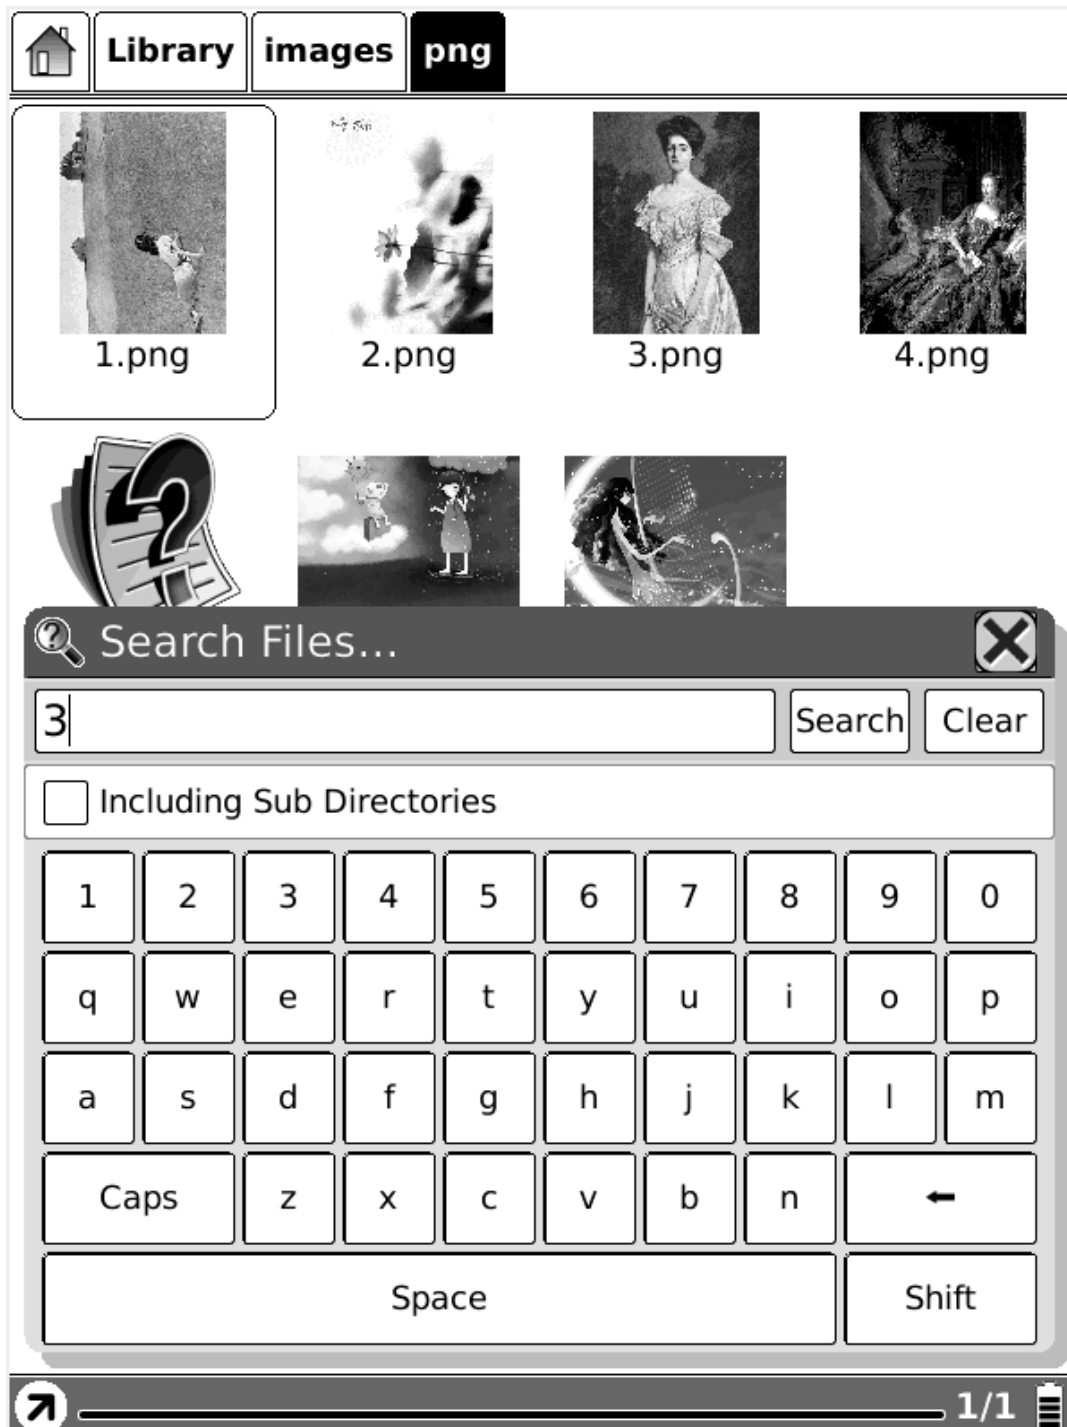 Library images png
1.png 2.png 3.png 4.png
Search Files...
3 Search Clear
Including Sub Directories
1 2 3 4 5 6 7 8 9 0
q w e r t y u i o p
a s d f g h j k l m
Caps z x c v b n
Space Shift
1/1